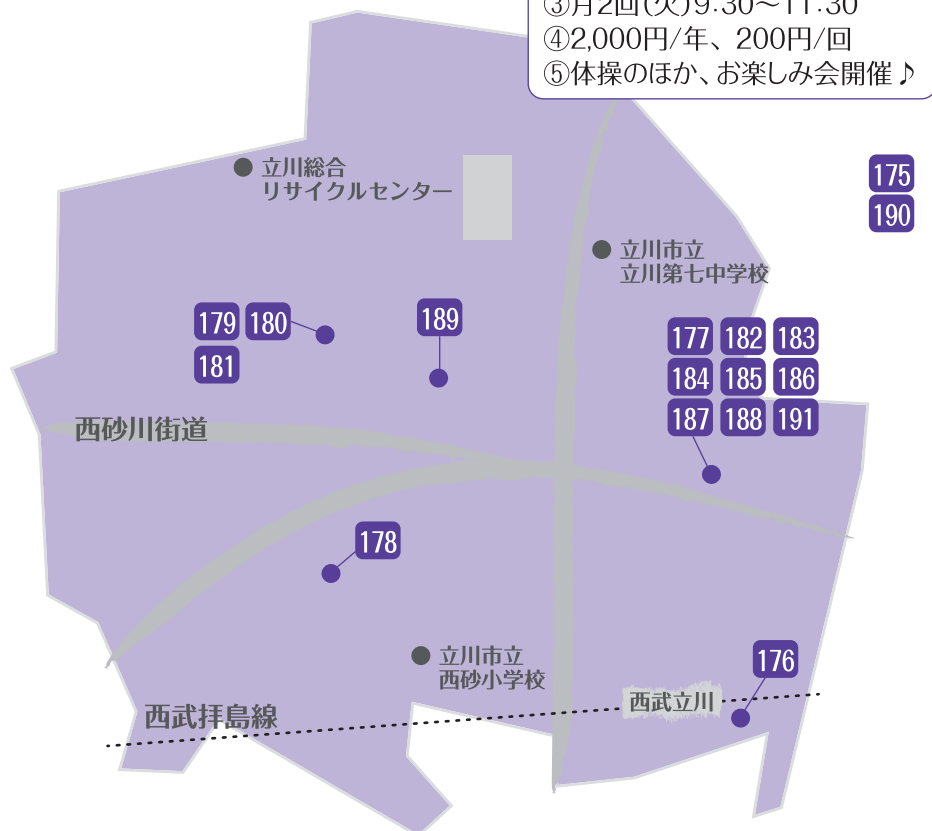 ③月2回(火)9:30～11:30
④2,000円/年、200円/回
⑤体操のほか、お楽しみ会開催♪
立川総合
リサイクルセンター
175
190
立川市立
立川第七中学校
179 180
181
189
177 182 183
184 185 186
187 188 191
西砂川街道
178
立川市立
西砂小学校
176
西武立川
西武拝島線